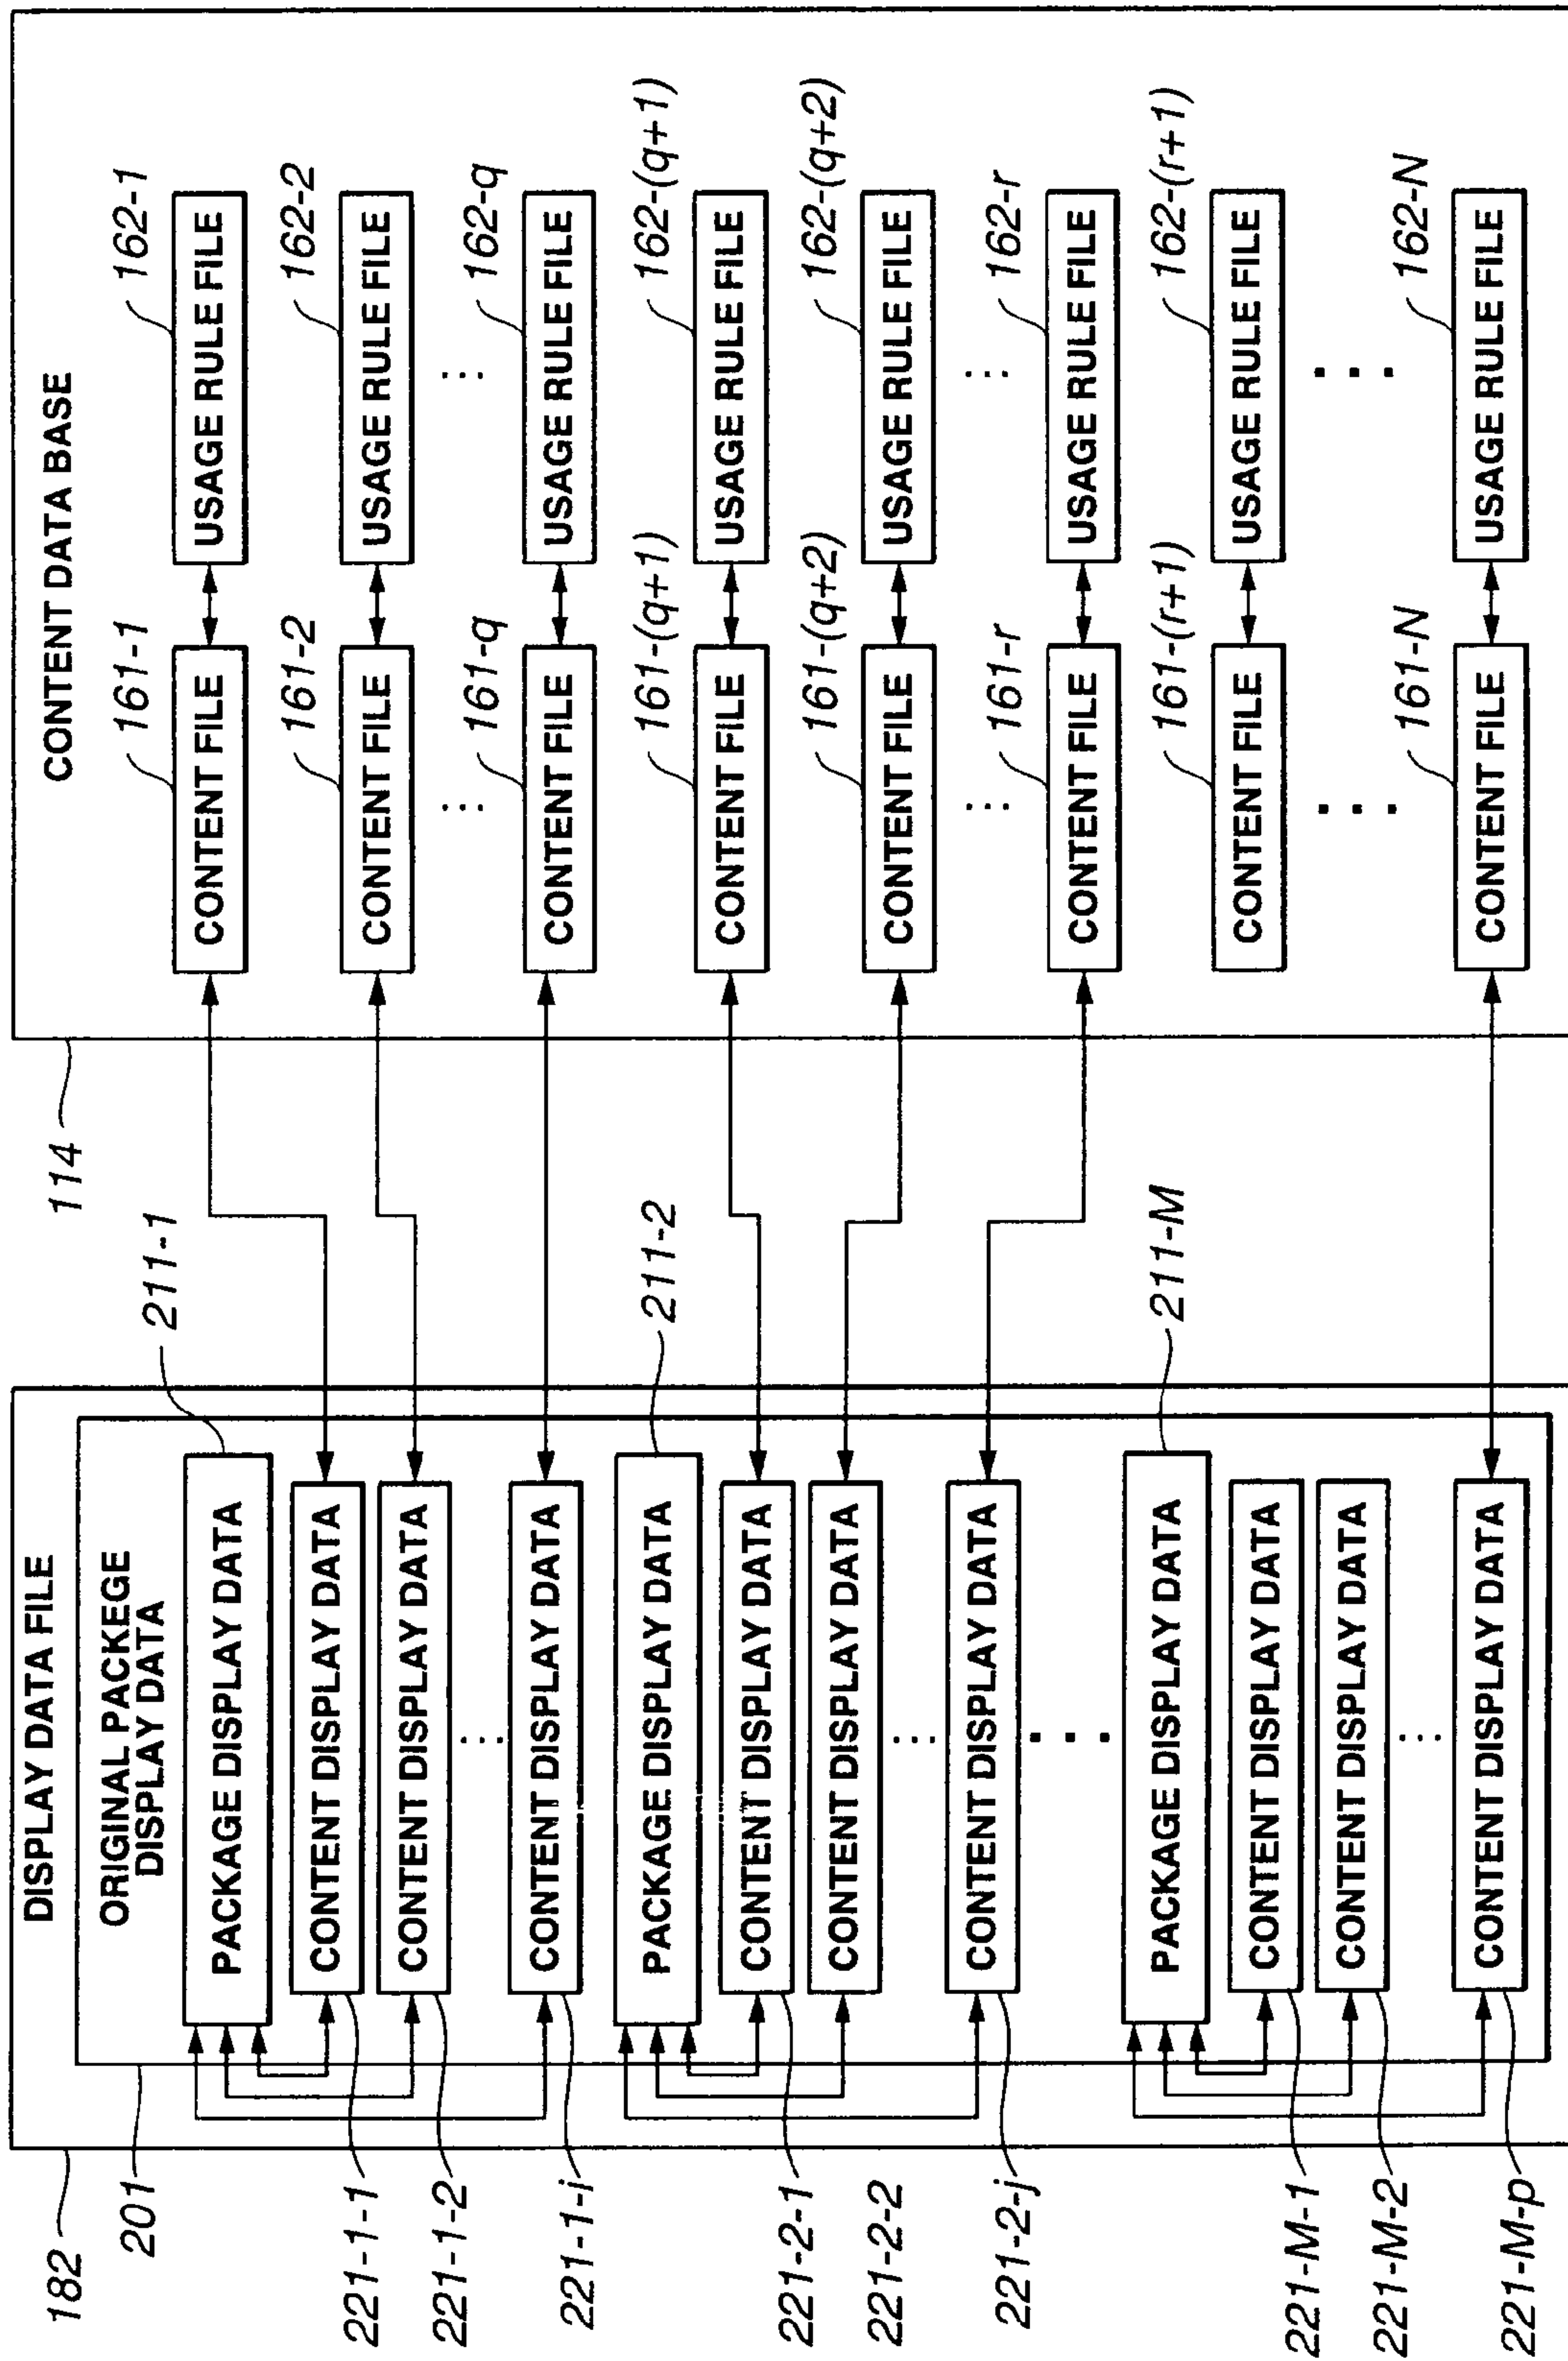 DISPLAY DATA FILE
ORIGINAL PACKEGE
DISPLAY DATA
PACKAGE DISPLAY DATA
CONTENT DISPLAY DATA
CONTENT DISPLAY DATA
CONTENT DISPLAY DATA
PACKAGE DISPLAY DATA
CONTENT DISPLAY DATA
CONTENT DISPLAY DATA
CONTENT DISPLAY DATA
PACKAGE DISPLAY DATA
CONTENT DISPLAY DATA
CONTENT DISPLAY DATA
CONTENT DISPLAY DATA
182
201
221-1-1
221-1-2
221-1-j
221-2-1
221-2-2
221-2-j
221-M-1
221-M-2
221-M-p
211-1
211-2
211-M
114
CONTENT DATA BASE
CONTENT FILE
161-1
USAGE RULE FILE
162-1
CONTENT FILE
161-2
USAGE RULE FILE
162-2
CONTENT FILE
161-q
USAGE RULE FILE
162-q
CONTENT FILE
161-(q+1)
USAGE RULE FILE
162-(q+1)
CONTENT FILE
161-(q+2)
USAGE RULE FILE
162-(q+2)
CONTENT FILE
161-r
USAGE RULE FILE
162-r
CONTENT FILE
161-(r+1)
USAGE RULE FILE
162-(r+1)
CONTENT FILE
161-N
USAGE RULE FILE
162-N